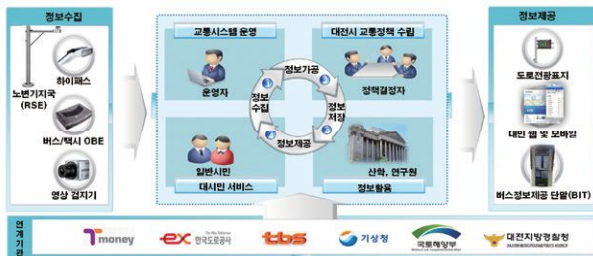 정보수집
노변기지국
(RSE)
하이패스
버스/택시 OBE
영상 검지기
교통시스템 운영
운영자
대전시 교통정책 수립
정책결정자
정보가공
정보
저장
정보제공
정보
수집
일반시민
대시민 서비스
산학, 연구원
정보활용
정보제공
도로전광표지
대민 웹 및 모바일
버스정보제공 단말(BIT)
연계기관
Tmoney
ex 한국도로공사
tbs
기상청
국토해양부
대전지방경찰청